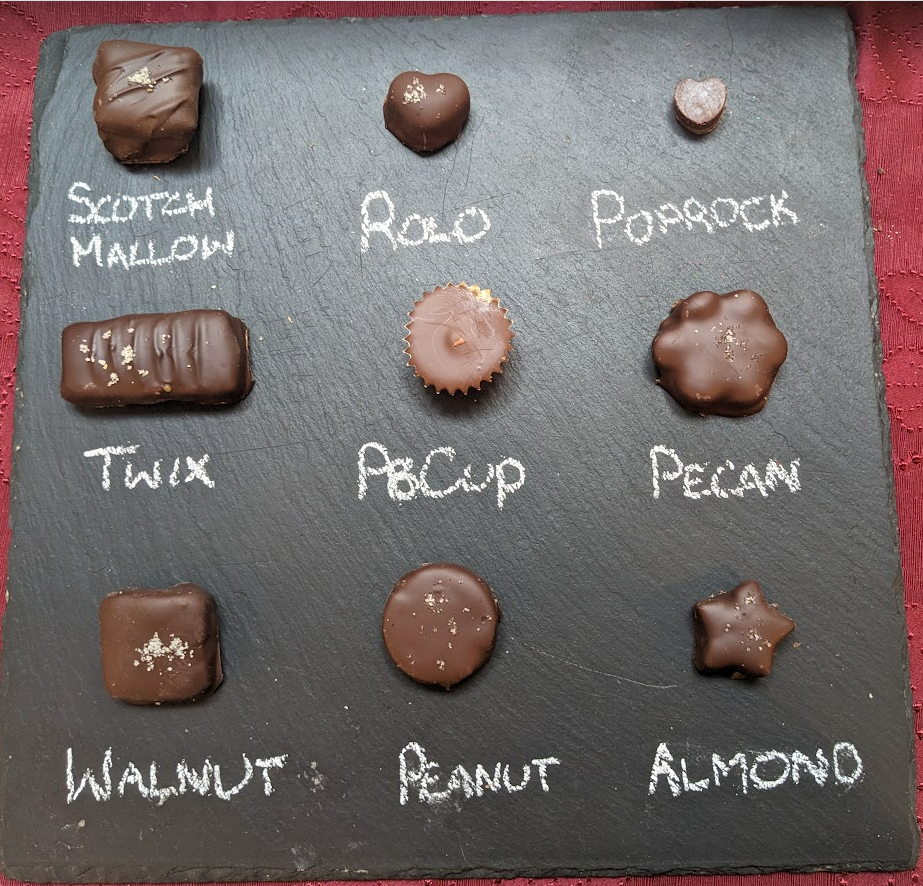 SCOTCH
MALLOW
ROLO
POPROCK
TWIX
PBCUP
PECAN
WALNUT
PEANUT
ALMOND